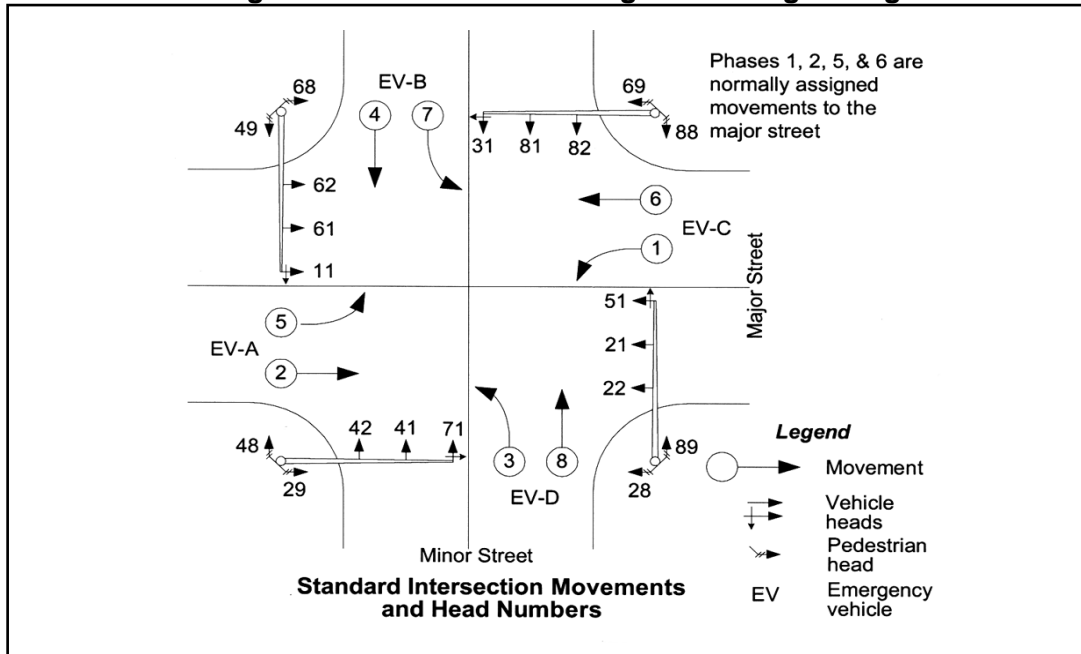 EV-B
68
49
4
7
69
88
Phases 1, 2, 5, & 6 are
normally assigned
movements to the
major street
31
81
82
62
61
11
6
EV-C
1
Major Street
5
EV-A
2
51
21
22
48
42
41
71
29
3
8
EV-D
89
28
Minor Street
Standard Intersection Movements
and Head Numbers
Legend
Movement
Vehicle
heads
Pedestrian
head
EV
Emergency
vehicle